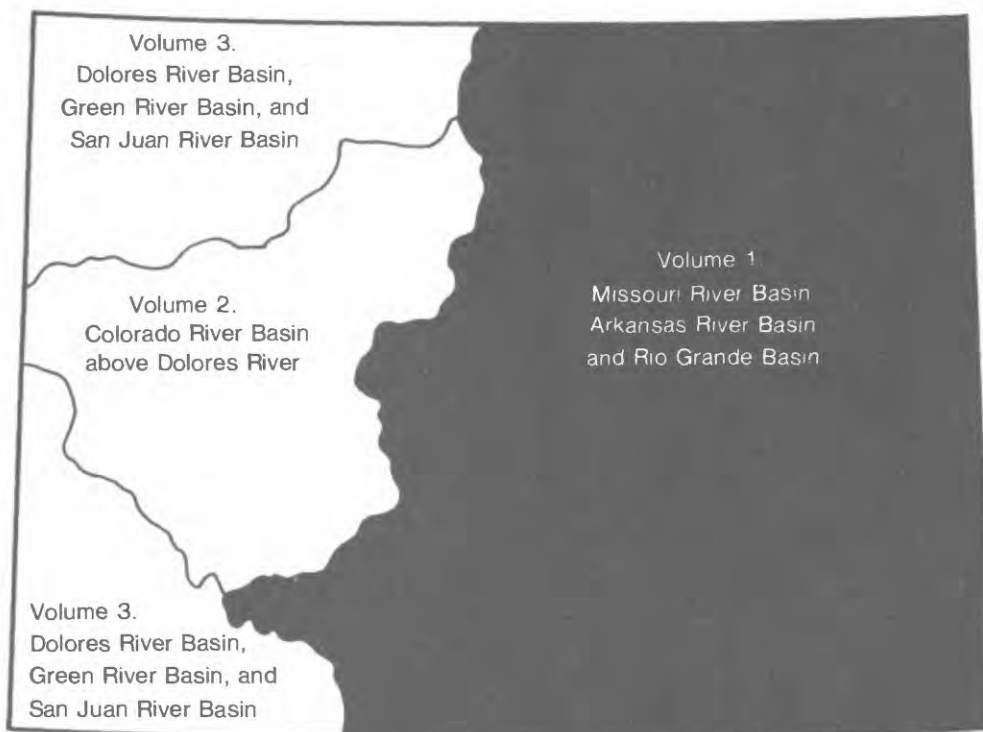 Volume 3.
Dolores River Basin,
Green River Basin, and
San Juan River Basin
Volume 2.
Colorado River Basin
above Dolores River
Volume 1
Missouri River Basin
Arkansas River Basin
and Rio Grande Basin
Volume 3.
Dolores River Basin,
Green River Basin, and
San Juan River Basin